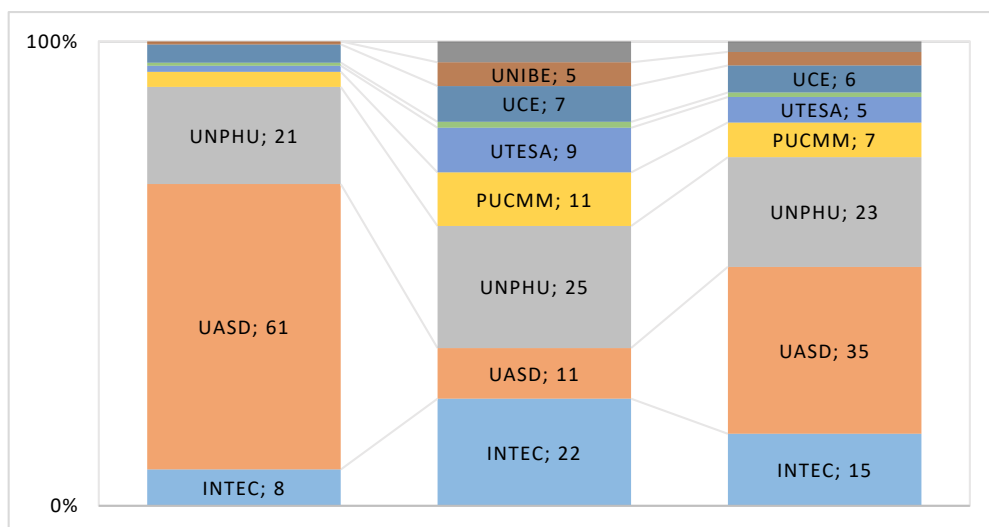 100%
UNIBE; 5
UCE; 7
UCE; 6
UTESA; 5
UNPHU; 21
UTESA; 9
PUCMM; 7
PUCMM; 11
UNPHU; 23
UNPHU; 25
UASD; 61
UASD; 35
UASD; 11
INTEC; 22
INTEC; 15
INTEC; 8
0%